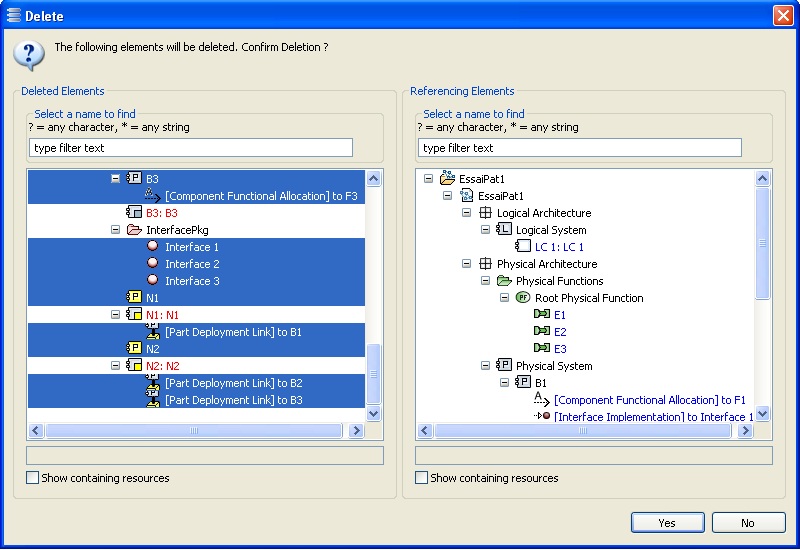 Delete
The following elements will be deleted. Confirm Deletion ?
Deleted Elements
Select a name to find
? = any character, * = any string
type filter text
B3
[Component Functional Allocation] to F3
B3: B3
InterfacePkg
Interface 1
Interface 2
Interface 3
N1
N1: N1
[Part Deployment Link] to B1
N2
N2: N2
[Part Deployment Link] to B2
[Part Deployment Link] to B3
Show containing resources
Referencing Elements
Select a name to find
? = any character, * = any string
type filter text
EssaiPat1
EssaiPat1
Logical Architecture
Logical System
LC 1: LC 1
Physical Architecture
Physical Functions
Root Physical Function
E1
E2
E3
Physical System
B1
[Component Functional Allocation] to F1
[Interface Implementation] to Interface 1
Show containing resources
Yes
No